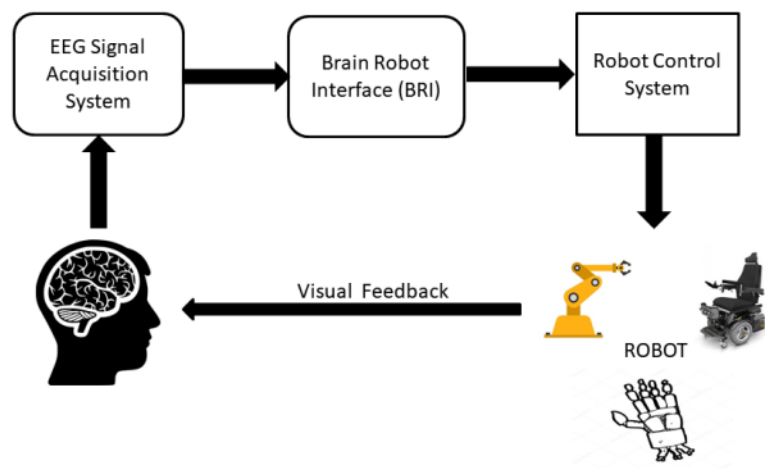 EEG Signal
Acquisition
System
Brain Robot
Interface (BRI)
Robot Control
System
Visual Feedback
ROBOT